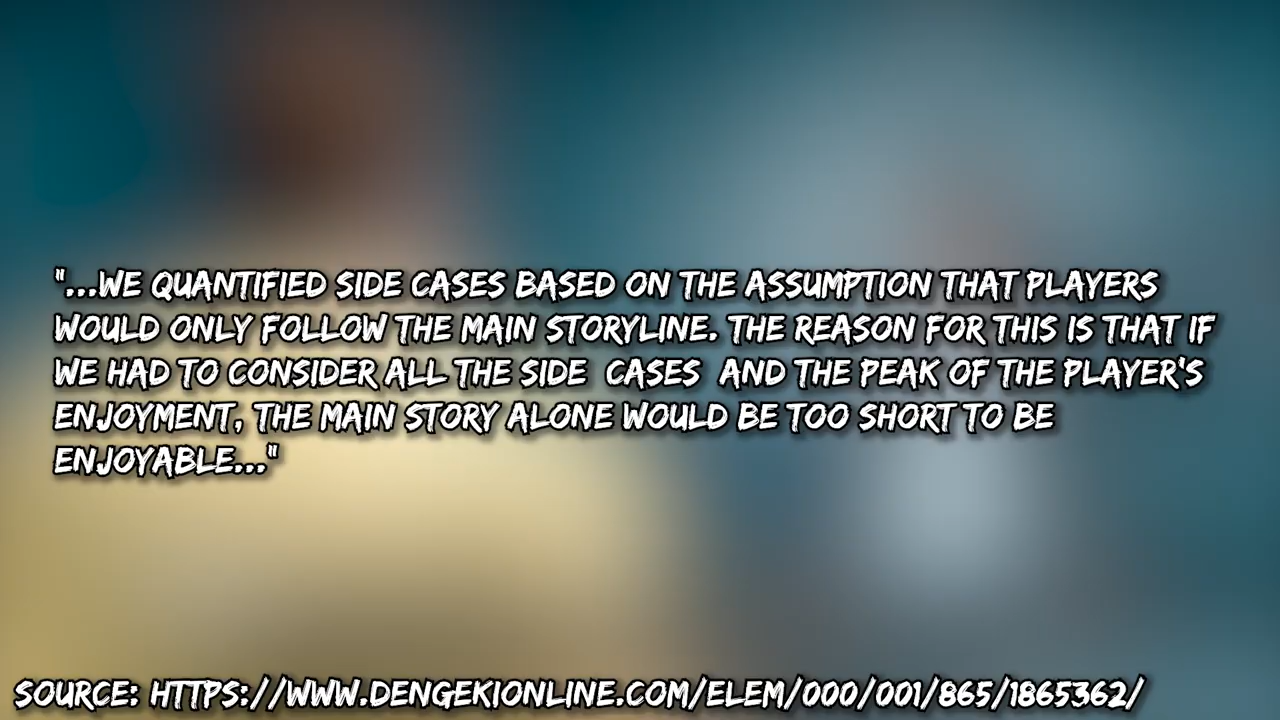 "...WE QUANTIFIED SIDE CASES BASED ON THE ASSUMPTION THAT PLAYERS
WOULD ONLY FOLLOW THE MAIN STORYLINE. THE REASON FOR THIS IS THAT IF
WE HAD TO CONSIDER ALL THE SIDE CASES AND THE PEAK OF THE PLAYER'S
ENJOYMENT, THE MAIN STORY ALONE WOULD BE TOO SHORT TO BE
ENJOYABLE..."
SOURCE: HTTPS://WWW.DENGEKIONLINE.COM/ELEM/000/001/865/1865362/